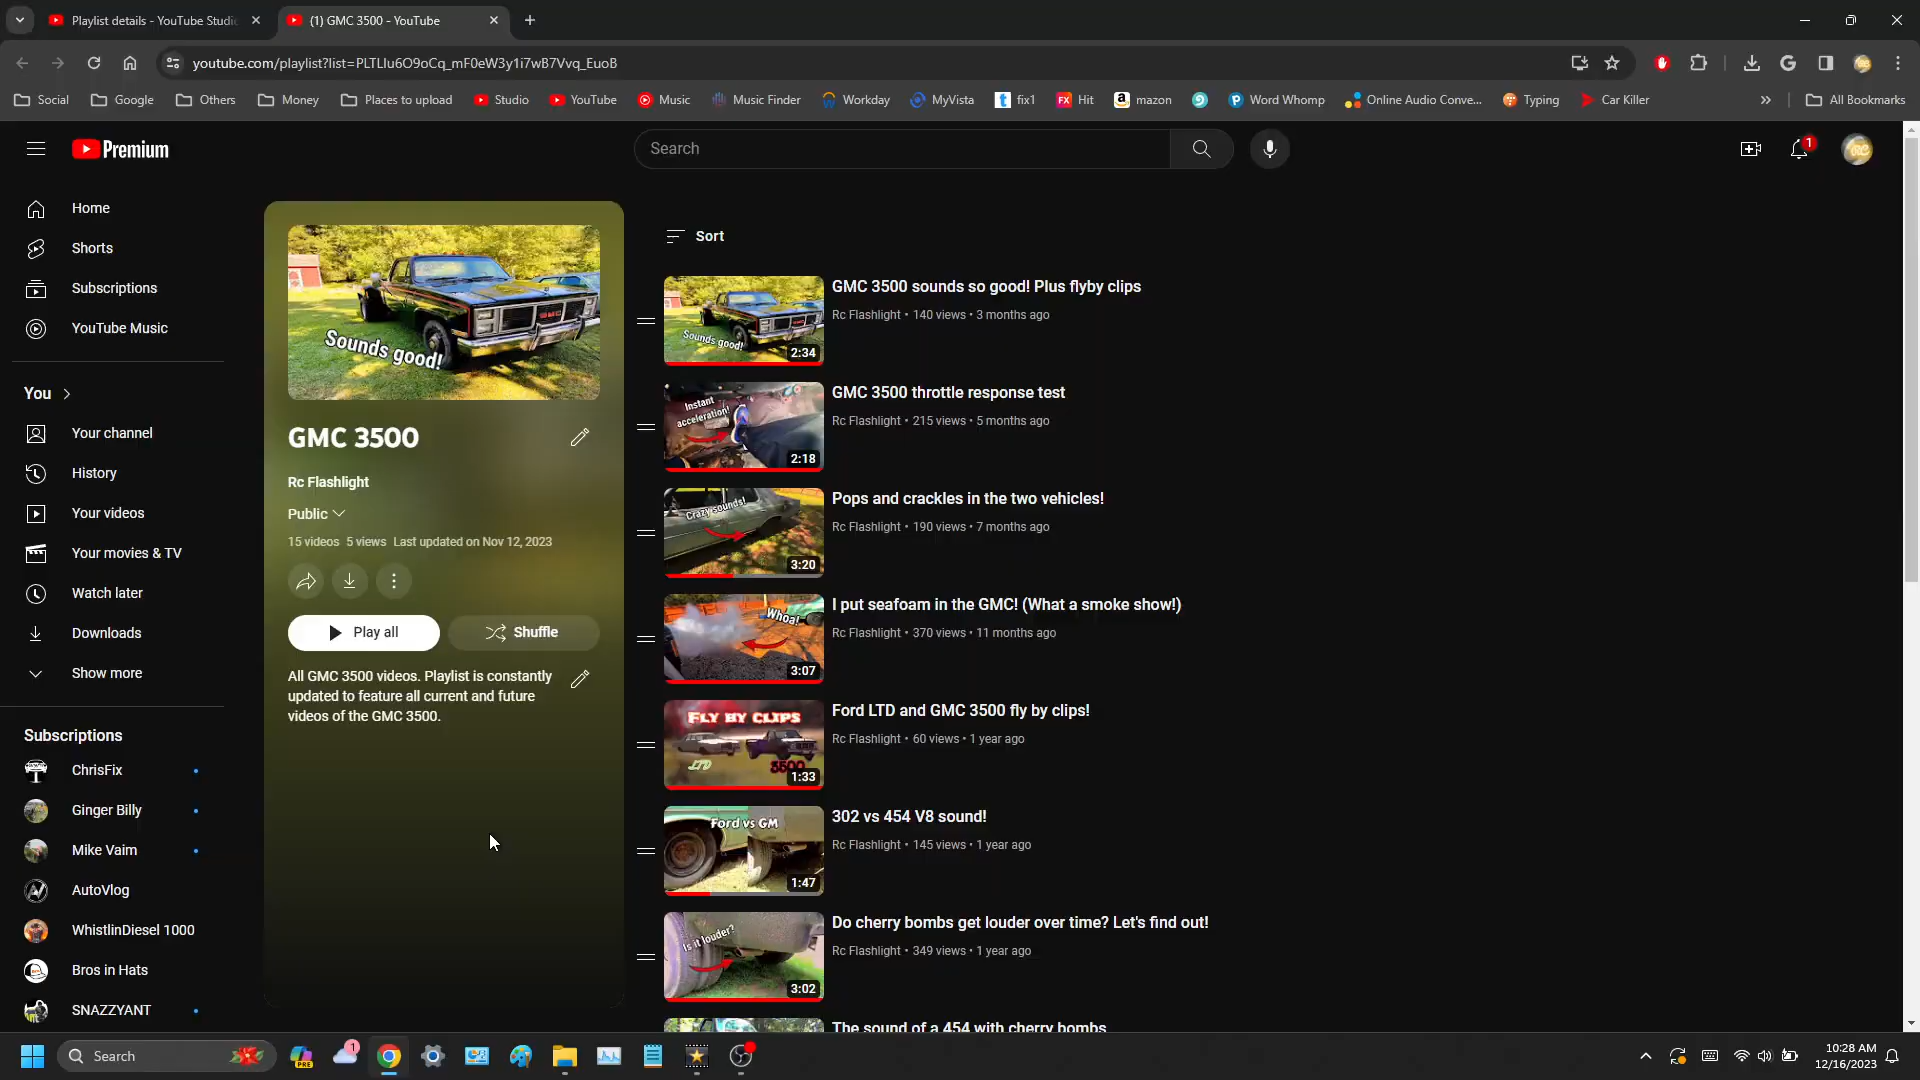 Playlist details - YouTube Studi
(1) GMC 3500 - YouTube
youtube.com/playlist?list=PLTLIu6O9oCq_mF0eW3y1i7wB7Vvq_EuoB
Social
Google
Others
Money
Places to upload
Studio
YouTube
Music
Music Finder
Workday
MyVista
fix1
Hit
mazon
Word Whomp
Online Audio Conve...
Typing
Car Killer
All Bookmarks
Premium
Search
1
Home
Shorts
Subscriptions
YouTube Music
You
Your channel
History
Your videos
Your movies & TV
Watch later
Downloads
Show more
Subscriptions
ChrisFix
Ginger Billy
Mike Vaim
AutoVlog
WhistlinDiesel 1000
Bros in Hats
SNAZZYANT
Sounds good!
GMC 3500
Rc Flashlight
Public
15 videos 5 views Last updated on Nov 12, 2023
Play all
Shuffle
All GMC 3500 videos. Playlist is constantly
updated to feature all current and future
videos of the GMC 3500.
Sort
Sounds good!
2:34
GMC 3500 sounds so good! Plus flyby clips
Rc Flashlight • 140 views • 3 months ago
Instant
acceleration!
2:18
GMC 3500 throttle response test
Rc Flashlight • 215 views • 5 months ago
Crazy sounds!
3:20
Pops and crackles in the two vehicles!
Rc Flashlight • 190 views • 7 months ago
Whoa!
3:07
I put seafoam in the GMC! (What a smoke show!)
Rc Flashlight • 370 views • 11 months ago
FLY BY CLIPS
LTD
3500
1:33
Ford LTD and GMC 3500 fly by clips!
Rc Flashlight • 60 views • 1 year ago
Ford vs GM
1:47
302 vs 454 V8 sound!
Rc Flashlight • 145 views • 1 year ago
Is it louder?
3:02
Do cherry bombs get louder over time? Let's find out!
Rc Flashlight • 349 views • 1 year ago
The sound of a 454 with cherry bombs
Search
PRE
1
10:28 AM
12/16/2023